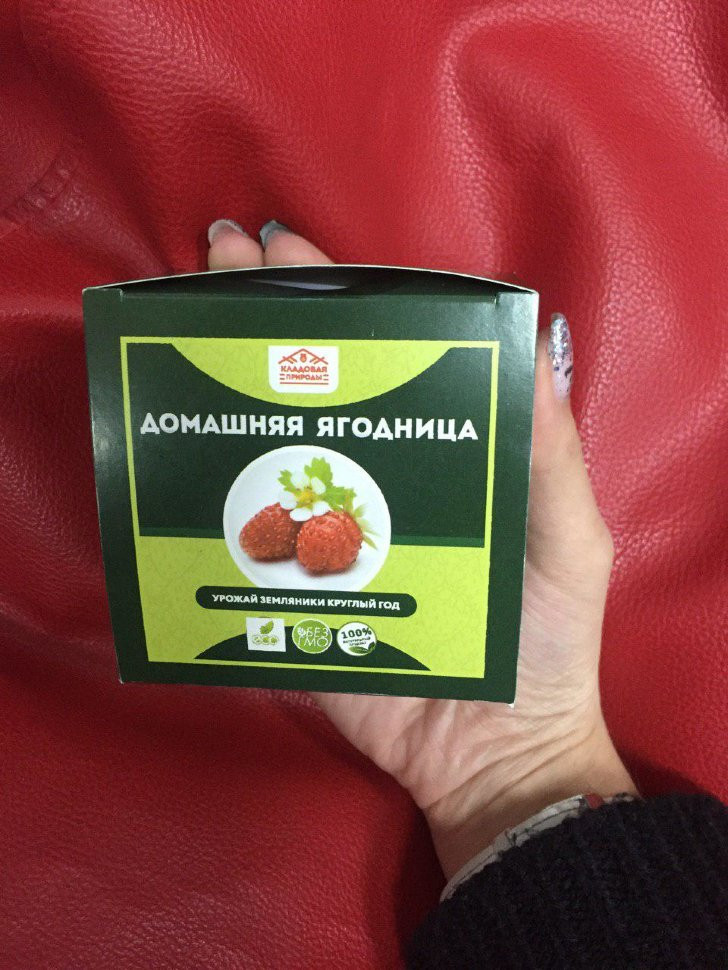 КЛАДОВАЯ
ПРИРОДЫ
ДОМАШНЯЯ ЯГОДНИЦА
УРОЖАЙ ЗЕМЛЯНИКИ КРУГЛЫЙ ГОД
БЕЗ
ГМО
100%